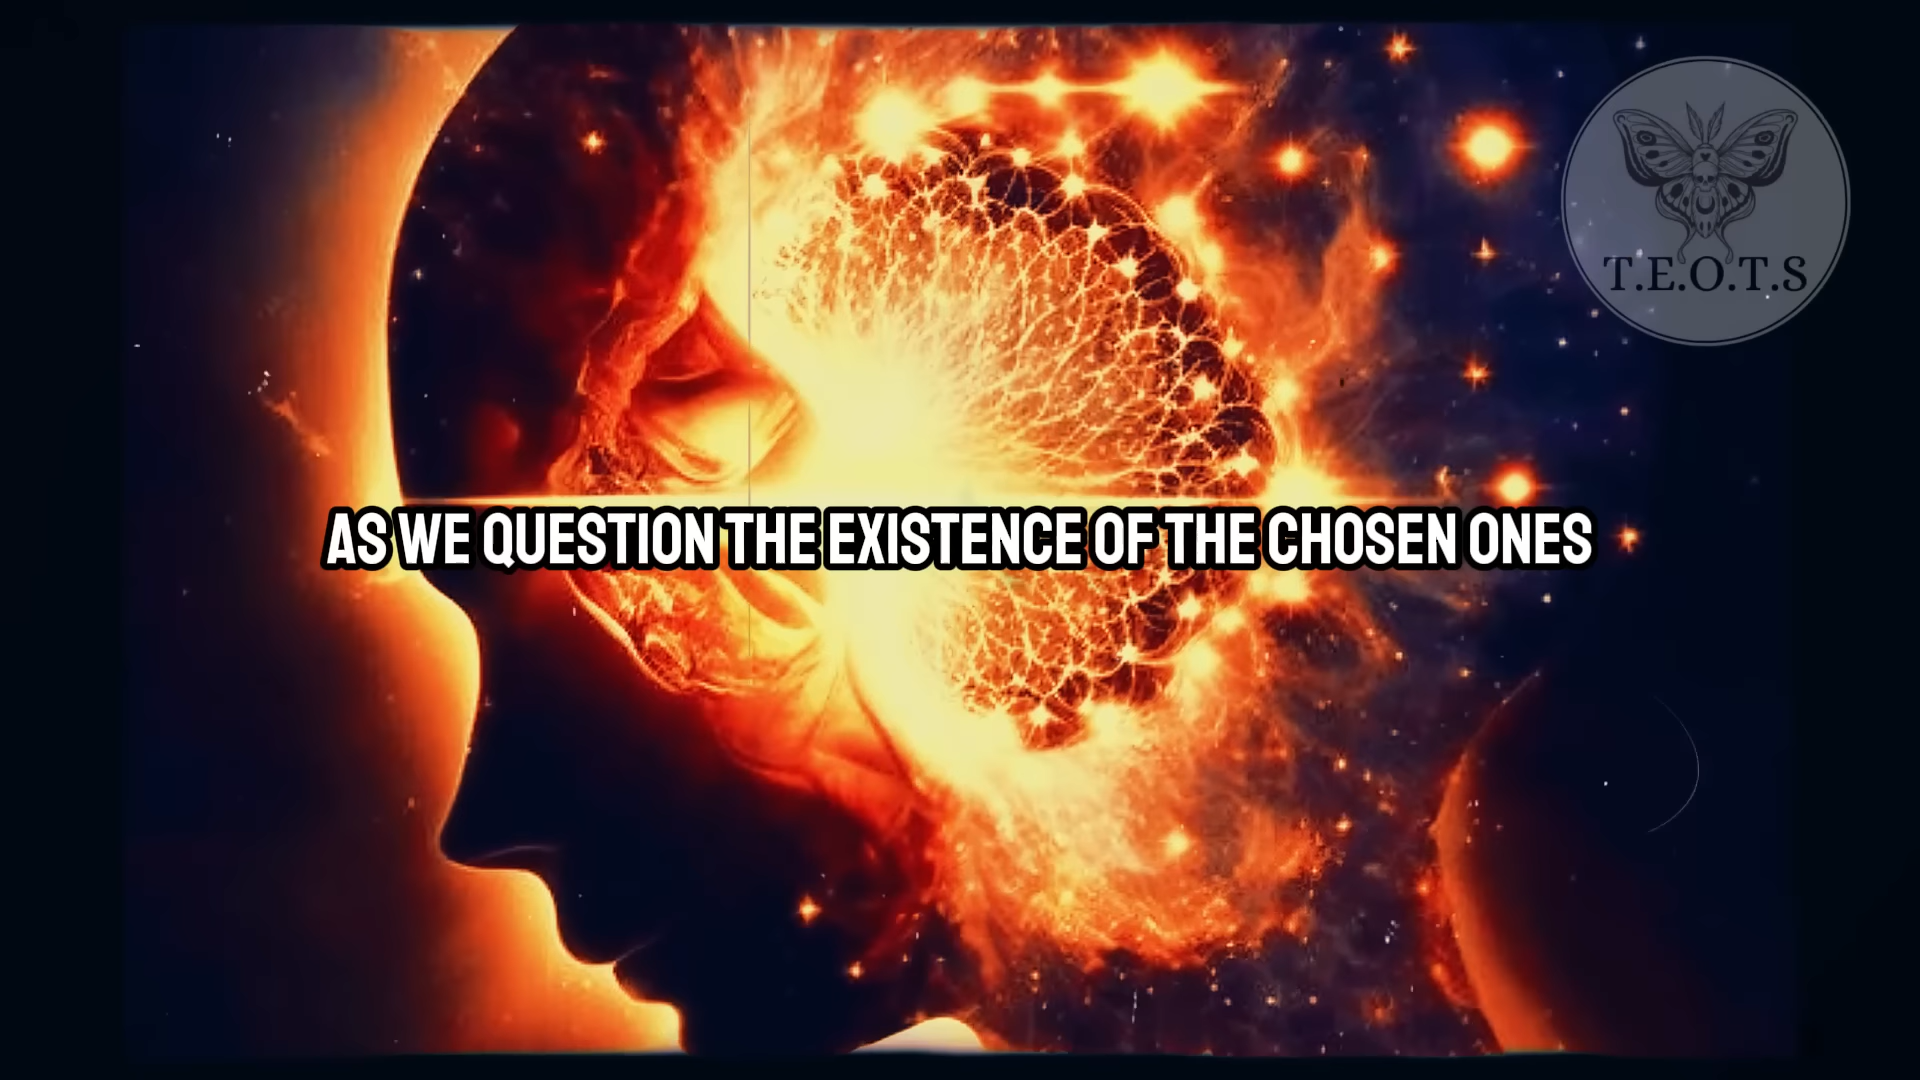 T.E.O.T.S
AS WE QUESTION THE EXISTENCE OF THE CHOSEN ONES